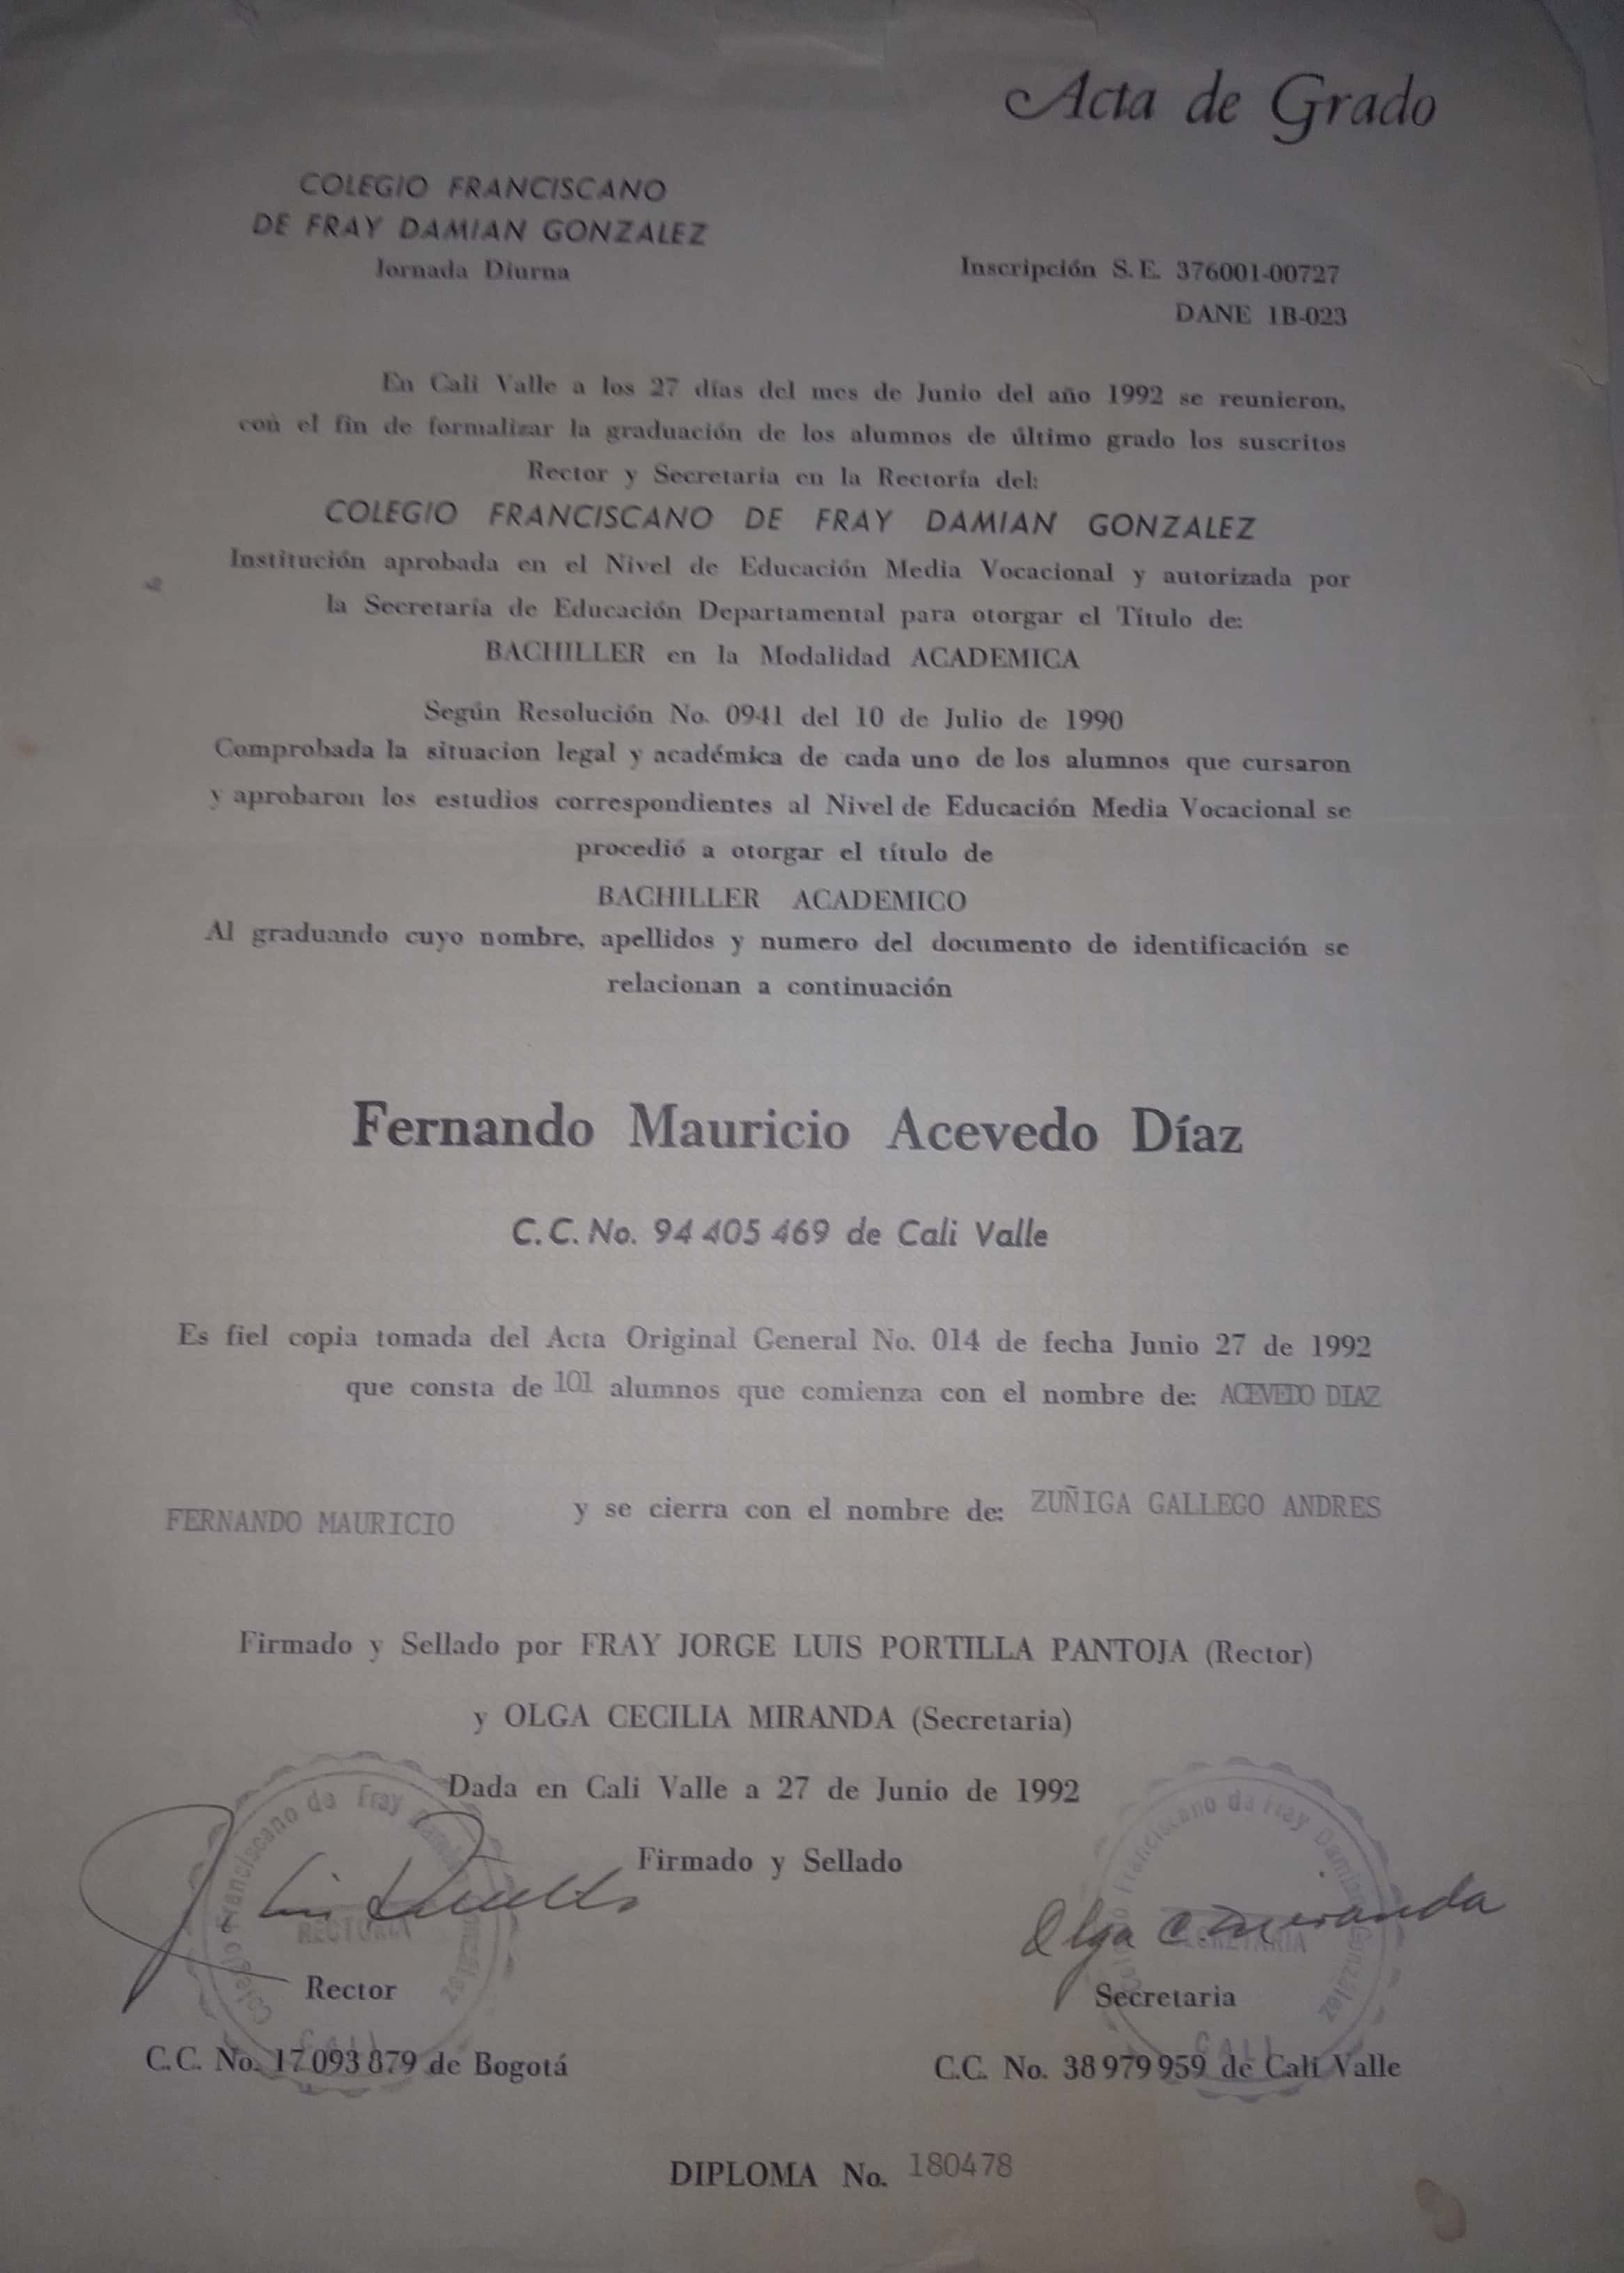 Acta de Grado
COLEGIO FRANCISCANO
DE FRAY DAMIAN GONZALEZ
Jornada Diurna
Inscripción S.E. 376001-00727
DANE 1B-023
En Cali Valle a los 27 días del mes de Junio del año 1992 se reunieron,
con el fin de formalizar la graduación de los alumnos de último grado los suscritos
Rector y Secretaria en la Rectoría del:
COLEGIO FRANCISCANO DE FRAY DAMIAN GONZALEZ
Institución aprobada en el Nivel de Educación Media Vocacional y autorizada por
la Secretaría de Educación Departamental para otorgar el Título de:
BACHILLER en la Modalidad ACADEMICA
Según Resolución No. 0941 del 10 de Julio de 1990
Comprobada la situacion legal y académica de cada uno de los alumnos que cursaron
y aprobaron los estudios correspondientes al Nivel de Educación Media Vocacional se
procedió a otorgar el título de
BACHILLER ACADEMICO
Al graduando cuyo nombre, apellidos y numero del documento de identificación se
relacionan a continuación
Fernando Mauricio Acevedo Díaz
C.C. No. 94 405 469 de Cali Valle
Es fiel copia tomada del Acta Original General No. 014 de fecha Junio 27 de 1992
que consta de 101 alumnos que comienza con el nombre de: ACEVEDO DIAZ
FERNANDO MAURICIO y se cierra con el nombre de: ZUÑIGA GALLEGO ANDRES
Firmado y Sellado por FRAY JORGE LUIS PORTILLA PANTOJA (Rector)
y OLGA CECILIA MIRANDA (Secretaria)
Dada en Cali Valle a 27 de Junio de 1992
Firmado y Sellado
Colegio Franciscano de Fray Damian González
RECTORIA
CALI
Colegio Franciscano de Fray Damian González
SECRETARIA
CALI
Olga C Miranda
Rector
Secretaria
C.C. No. 17 093 879 de Bogotá
C.C. No. 38 979 959 de Cali Valle
DIPLOMA No. 180478